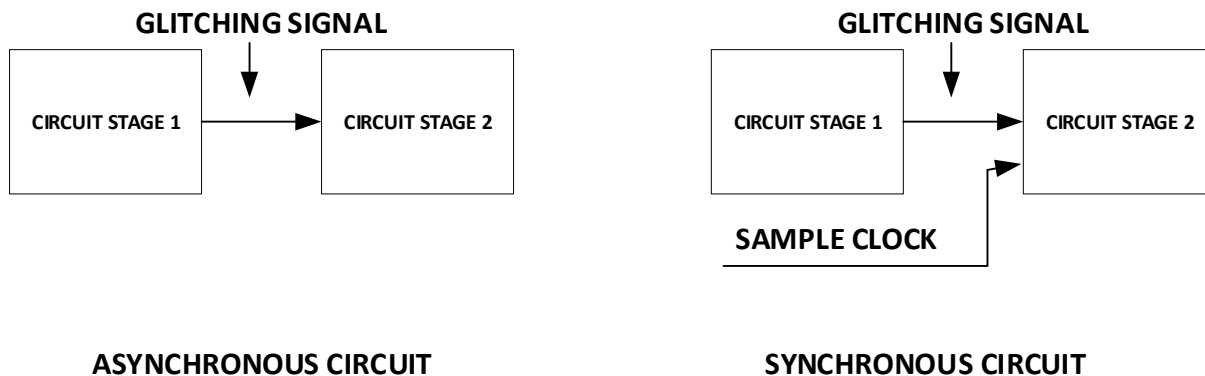 GLITCHING SIGNAL
CIRCUIT STAGE 1
CIRCUIT STAGE 2
ASYNCHRONOUS CIRCUIT
GLITCHING SIGNAL
CIRCUIT STAGE 1
CIRCUIT STAGE 2
SAMPLE CLOCK
SYNCHRONOUS CIRCUIT